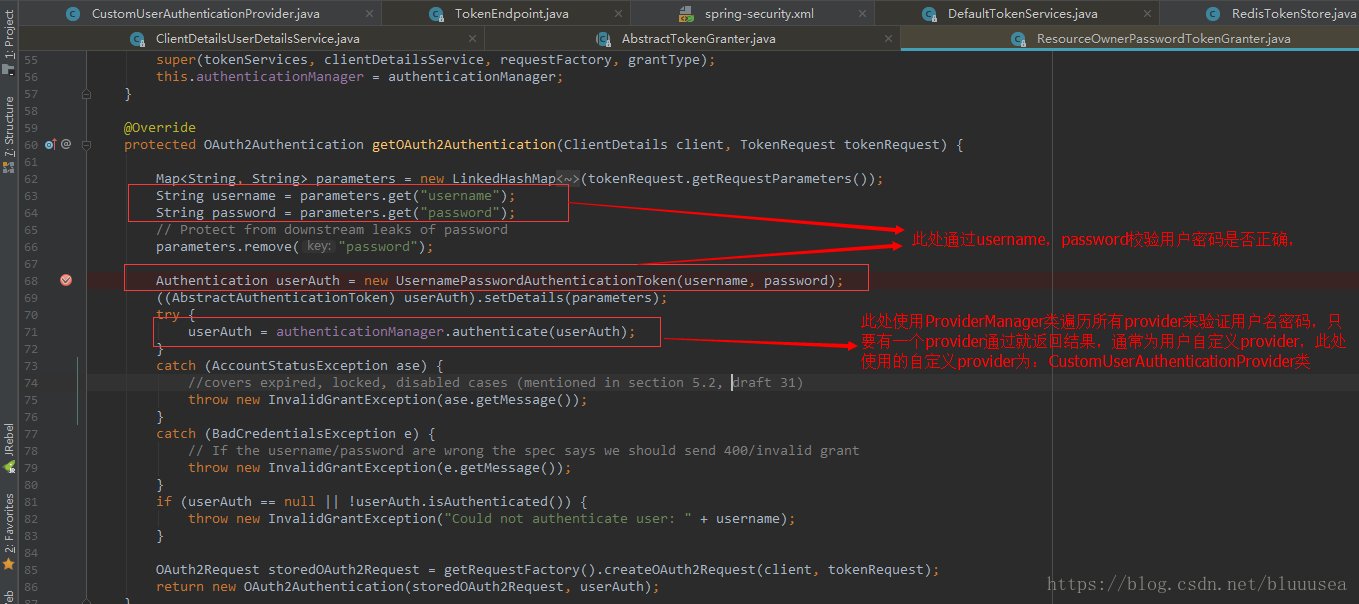 CustomUserAuthenticationProvider.java
TokenEndpoint.java
spring-security.xml
DefaultTokenServices.java
RedisTokenStore.java
ClientDetailsUserDetailsService.java
AbstractTokenGranter.java
ResourceOwnerPasswordTokenGranter.java
1: Project
7: Structure
JRebel
2: Favorites
eb
55 super(tokenServices, clientDetailsService, requestFactory, grantType);
56 this.authenticationManager = authenticationManager;
57 }
58
59 @Override
60 @ protected OAuth2Authentication getOAuth2Authentication(ClientDetails client, TokenRequest tokenRequest) {
61
62 Map<String, String> parameters = new LinkedHashMap<~>(tokenRequest.getRequestParameters());
63 String username = parameters.get("username");
64 String password = parameters.get("password");
65 // Protect from downstream leaks of password
66 parameters.remove( key: "password");
67
68 Authentication userAuth = new UsernamePasswordAuthenticationToken(username, password);
69 ((AbstractAuthenticationToken) userAuth).setDetails(parameters);
70 try {
71 userAuth = authenticationManager.authenticate(userAuth);
72 }
73 catch (AccountStatusException ase) {
74 //covers expired, locked, disabled cases (mentioned in section 5.2, draft 31)
75 throw new InvalidGrantException(ase.getMessage());
76 }
77 catch (BadCredentialsException e) {
78 // If the username/password are wrong the spec says we should send 400/invalid grant
79 throw new InvalidGrantException(e.getMessage());
80 }
81 if (userAuth == null || !userAuth.isAuthenticated()) {
82 throw new InvalidGrantException("Could not authenticate user: " + username);
83 }
84
85 OAuth2Request storedOAuth2Request = getRequestFactory().createOAuth2Request(client, tokenRequest);
86 return new OAuth2Authentication(storedOAuth2Request, userAuth);
87 }
此处通过username，password校验用户密码是否正确，
此处使用ProviderManager类遍历所有provider来验证用户名密码，只
要有一个provider通过就返回结果，通常为用户自定义provider，此处
使用的自定义provider为：CustomUserAuthenticationProvider类
https://blog.csdn.net/bluuusea